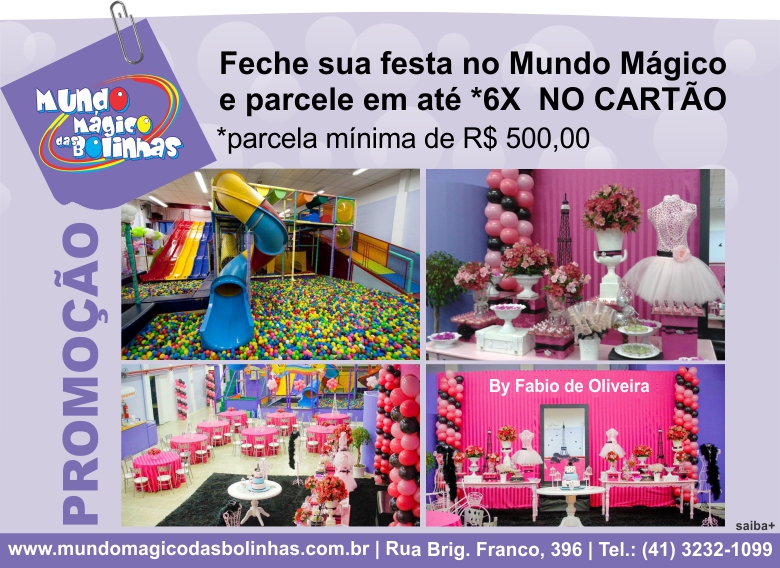 MUNDO
MÁGICO
das BOLINHAS
Feche sua festa no Mundo Mágico
e parcele em até *6X NO CARTÃO
*parcela mínima de R$ 500,00
PROMOÇÃO
By Fabio de Oliveira
saiba+
www.mundomagicodasbolinhas.com.br | Rua Brig. Franco, 396 | Tel.: (41) 3232-1099